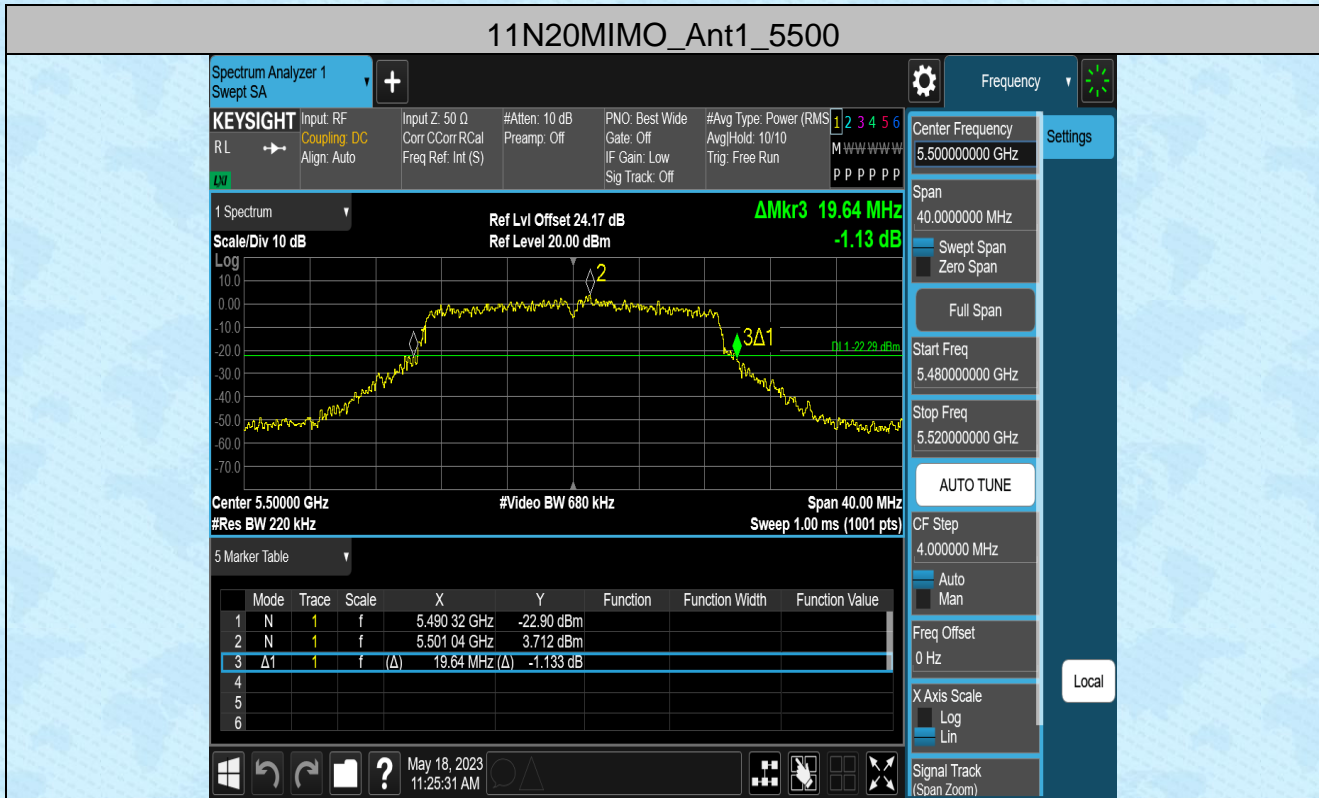 11N20MIMO_Ant1_5500
Spectrum Analyzer 1
Swept SA
+
Frequency
KEYSIGHT
RL
LXI
Input: RF
Coupling: DC
Align: Auto
Input Z: 50 Ω
Corr CCorr RCal
Freq Ref: Int (S)
#Atten: 10 dB
Preamp: Off
PNO: Best Wide
Gate: Off
IF Gain: Low
Sig Track: Off
#Avg Type: Power (RMS
Avg|Hold: 10/10
Trig: Free Run
1 2 3 4 5 6
M W W W W W
P P P P P P
Center Frequency
5.500000000 GHz
Settings
Span
40.0000000 MHz
Swept Span
Zero Span
Full Span
Start Freq
5.480000000 GHz
Stop Freq
5.520000000 GHz
AUTO TUNE
CF Step
4.000000 MHz
Auto
Man
Freq Offset
0 Hz
X Axis Scale
Log
Lin
Signal Track
(Span Zoom)
Local
1 Spectrum
Scale/Div 10 dB
Ref Lvl Offset 24.17 dB
Ref Level 20.00 dBm
ΔMkr3 19.64 MHz
-1.13 dB
Log
10.0
0.00
-10.0
-20.0
-30.0
-40.0
-50.0
-60.0
-70.0
2
3Δ1
DL1 -22.29 dBm
Center 5.50000 GHz
#Video BW 680 kHz
Span 40.00 MHz
#Res BW 220 kHz
Sweep 1.00 ms (1001 pts)
5 Marker Table
Mode Trace Scale X Y Function Function Width Function Value
1 N 1 f 5.490 32 GHz -22.90 dBm
2 N 1 f 5.501 04 GHz 3.712 dBm
3 Δ1 1 f (Δ) 19.64 MHz (Δ) -1.133 dB
4
5
6
?
May 18, 2023
11:25:31 AM